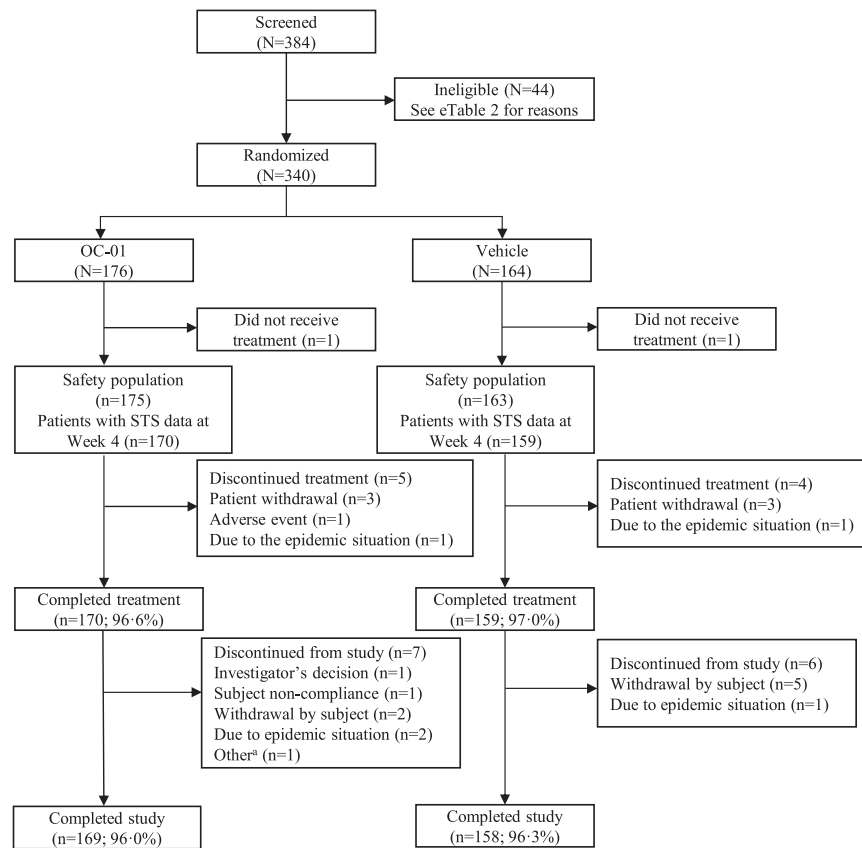 Screened
(N=384)
Ineligible (N=44)
See eTable 2 for reasons
Randomized
(N=340)
OC-01
(N=176)
Vehicle
(N=164)
Did not receive
treatment (n=1)
Did not receive
treatment (n=1)
Safety population
(n=175)
Patients with STS data at
Week 4 (n=170)
Safety population
(n=163)
Patients with STS data at
Week 4 (n=159)
Discontinued treatment (n=5)
Patient withdrawal (n=3)
Adverse event (n=1)
Due to the epidemic situation (n=1)
Discontinued treatment (n=4)
Patient withdrawal (n=3)
Due to the epidemic situation (n=1)
Completed treatment
(n=170; 96·6%)
Completed treatment
(n=159; 97·0%)
Discontinued from study (n=7)
Investigator’s decision (n=1)
Subject non-compliance (n=1)
Withdrawal by subject (n=2)
Due to epidemic situation (n=2)
Otherᵃ (n=1)
Discontinued from study (n=6)
Withdrawal by subject (n=5)
Due to epidemic situation (n=1)
Completed study
(n=169; 96·0%)
Completed study
(n=158; 96·3%)